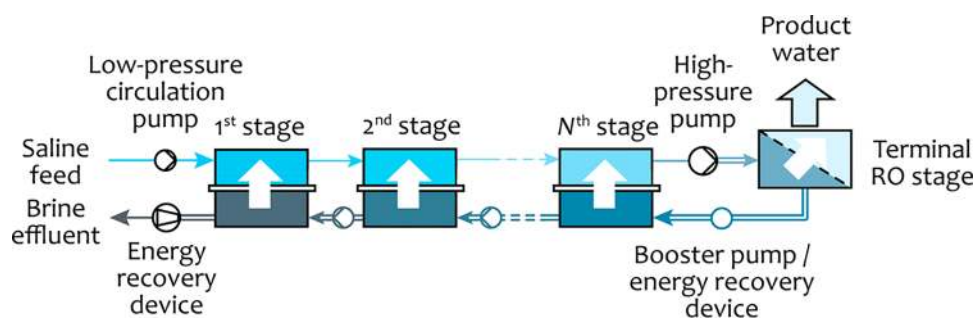 Product
water
Low-pressure
circulation
pump
High-
pressure
pump
1st stage
2nd stage
Nth stage
Saline
feed
Terminal
RO stage
Brine
effluent
Energy
recovery
device
Booster pump /
energy recovery
device